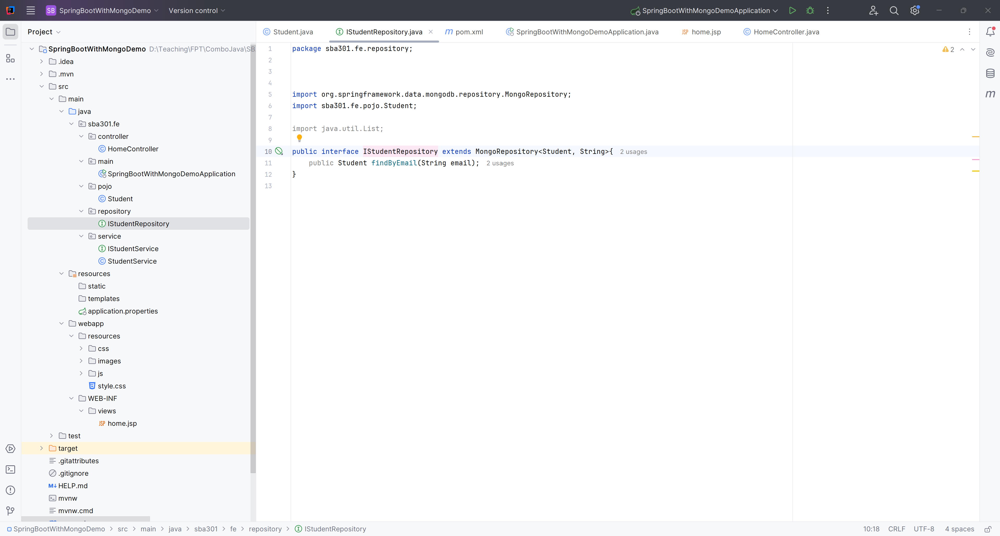 SB SpringBootWithMongoDemo Version control SpringBootWithMongoDemoApplication
Project
SpringBootWithMongoDemo D:\Teaching\FPT\ComboJava\SB
.idea
.mvn
src
main
java
sba301.fe
controller
HomeController
main
SpringBootWithMongoDemoApplication
pojo
Student
repository
IStudentRepository
service
IStudentService
StudentService
resources
static
templates
application.properties
webapp
resources
css
images
js
style.css
WEB-INF
views
JSP home.jsp
test
target
.gitattributes
.gitignore
M↓ HELP.md
mvnw
mvnw.cmd
Student.java IStudentRepository.java m pom.xml SpringBootWithMongoDemoApplication.java JSP home.jsp HomeController.java
1 package sba301.fe.repository;
2
3
4
5 import org.springframework.data.mongodb.repository.MongoRepository;
6 import sba301.fe.pojo.Student;
7
8 import java.util.List;
9
10 public interface IStudentRepository extends MongoRepository<Student, String>{ 2 usages
11 public Student findByEmail(String email); 2 usages
12 }
13
2
m
SpringBootWithMongoDemo > src > main > java > sba301 > fe > repository > IStudentRepository
10:18 CRLF UTF-8 4 spaces